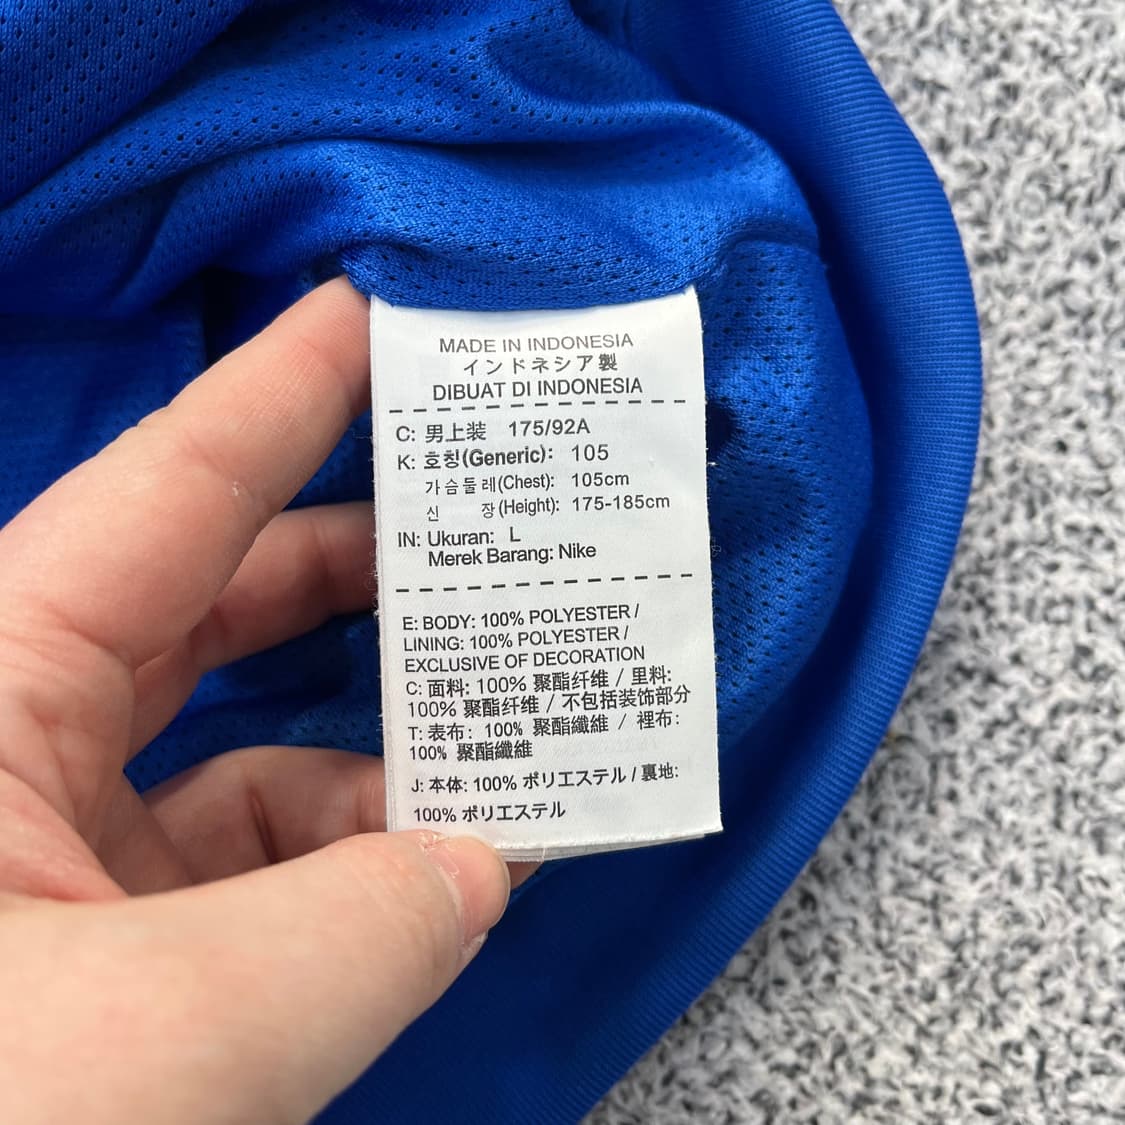 MADE IN INDONESIA
インドネシア製
DIBUAT DI INDONESIA
C: 男上装 175/92A
K: 호칭(Generic): 105
가슴둘레(Chest): 105cm
신 장(Height): 175-185cm
IN: Ukuran: L
Merek Barang: Nike
E: BODY: 100% POLYESTER /
LINING: 100% POLYESTER /
EXCLUSIVE OF DECORATION
C: 面料: 100% 聚酯纤维 / 里料:
100% 聚酯纤维 / 不包括装饰部分
T: 表布: 100% 聚酯纖維 / 裡布:
100% 聚酯纖維
J: 本体: 100% ポリエステル / 裏地:
100% ポリエステル